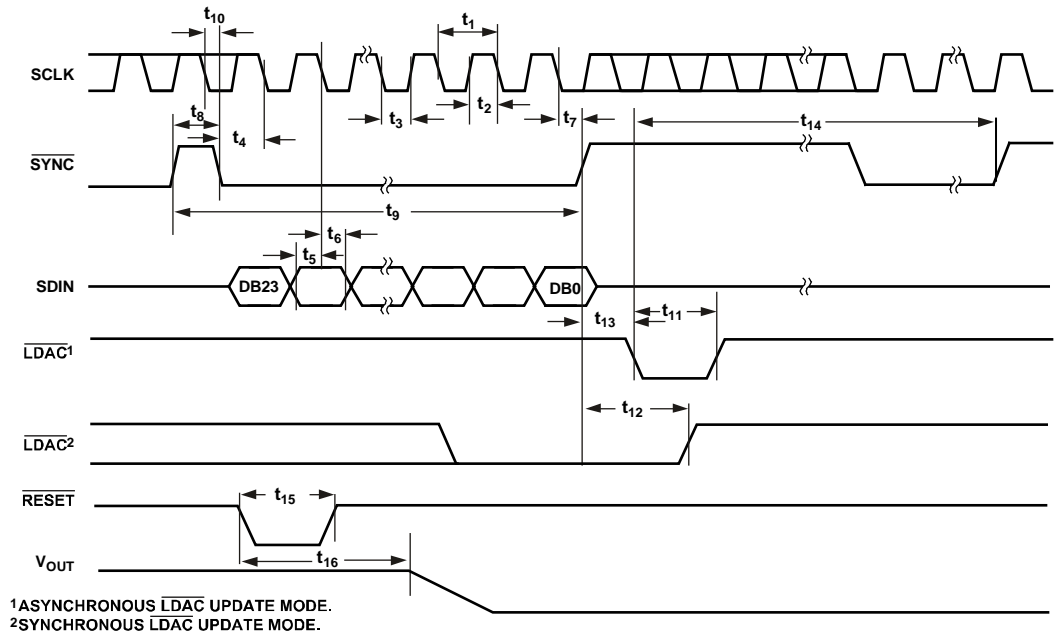 t10
t1
SCLK
t2
t3
t7
t8
t4
t14
SYNC
t9
t6
t5
SDIN
DB23
DB0
t13
t11
LDAC1
t12
LDAC2
RESET
t15
t16
VOUT
1ASYNCHRONOUS LDAC UPDATE MODE.
2SYNCHRONOUS LDAC UPDATE MODE.